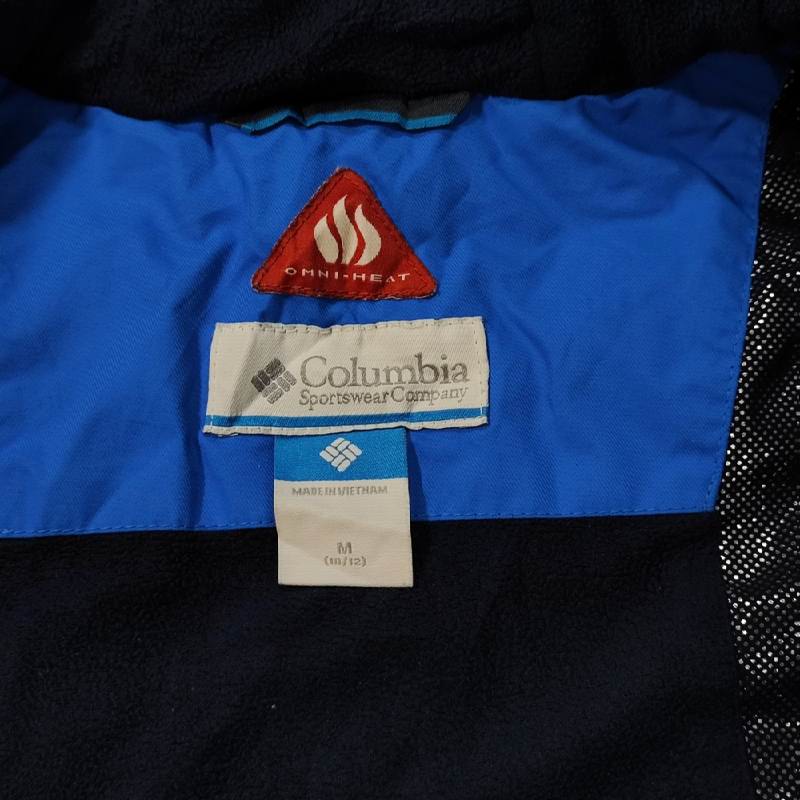 OMNI-HEAT
Columbia
Sportswear Company
MADE IN VIETNAM
M
(10/12)